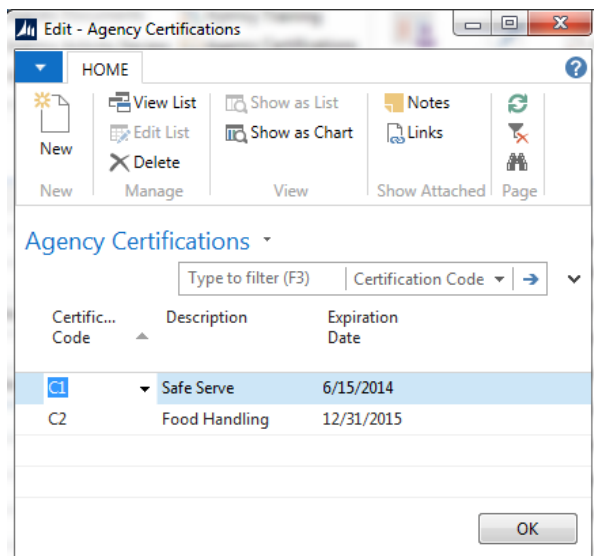 Edit - Agency Certifications
HOME
New
View List
Edit List
Delete
Show as List
Show as Chart
Notes
Links
New
Manage
View
Show Attached
Page
Agency Certifications
Type to filter (F3)
Certification Code
Certific... Code
Description
Expiration Date
C1 Safe Serve 6/15/2014
C2 Food Handling 12/31/2015
OK